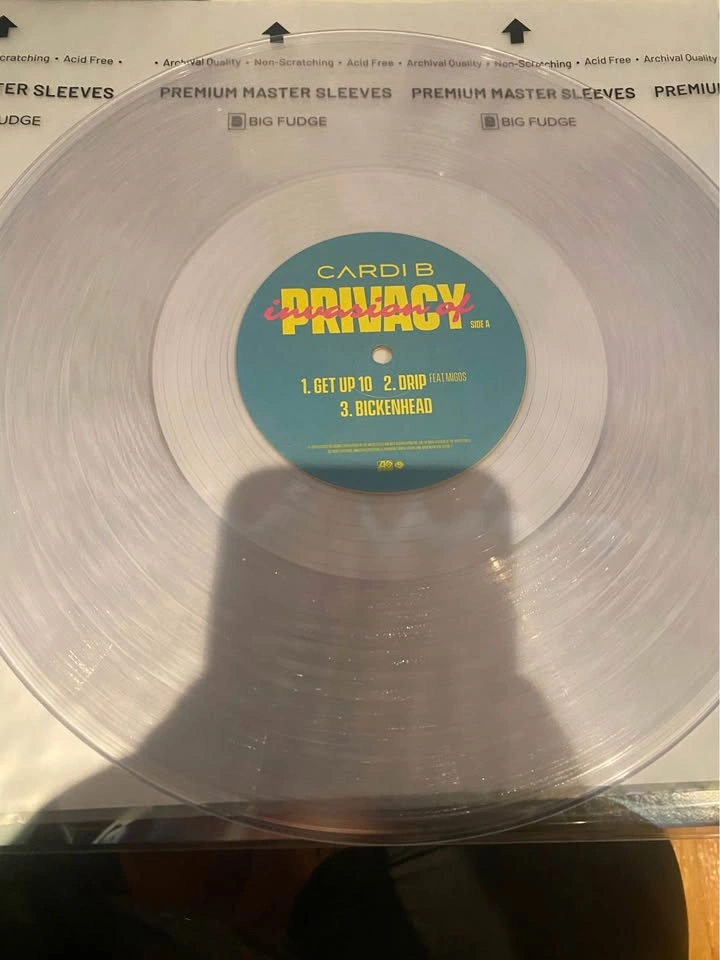 cratching • Acid Free • • Archival Quality • Non-Scratching • Acid Free • Archival Quality • Non-Scratching • Acid Free • Archival Quality
TER SLEEVES PREMIUM MASTER SLEEVES PREMIUM MASTER SLEEVES PREMIU
UDGE BIG FUDGE BIG FUDGE
CARDI B
invasion of
PRIVACY
SIDE A
1. GET UP 10 2. DRIP FEAT. MIGOS
3. BICKENHEAD